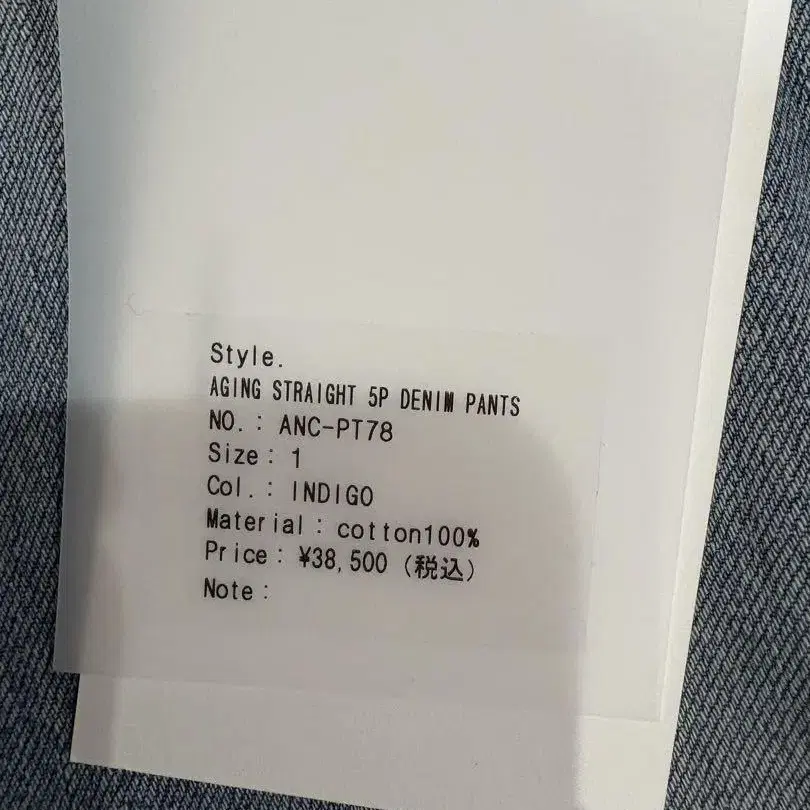 Style.
AGING STRAIGHT 5P DENIM PANTS
NO.: ANC-PT78
Size: 1
Col.: INDIGO
Material: cotton100%
Price: ¥38,500 (税込)
Note: